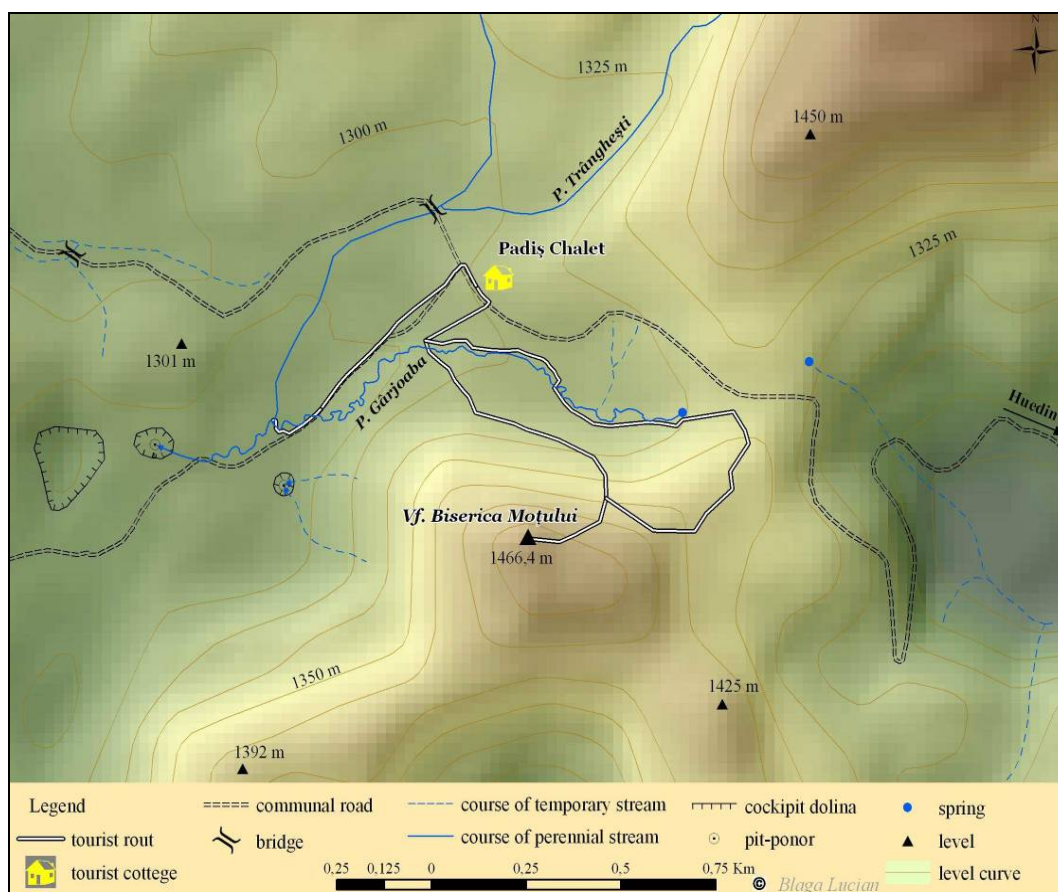 N
1325 m
1450 m
1300 m
P. Trânghești
Padiș Chalet
1325 m
1301 m
P. Gârjoaba
Huedin
Vf. Biserica Moțului
1466,4 m
1350 m
1425 m
1392 m
Legend
communal road
course of temporary stream
cockipit dolina
spring
tourist rout
bridge
course of perennial stream
pit-ponor
level
tourist cottege
0,25 0,125 0 0,25 0,5 0,75 Km
level curve
© Blaga Lucian